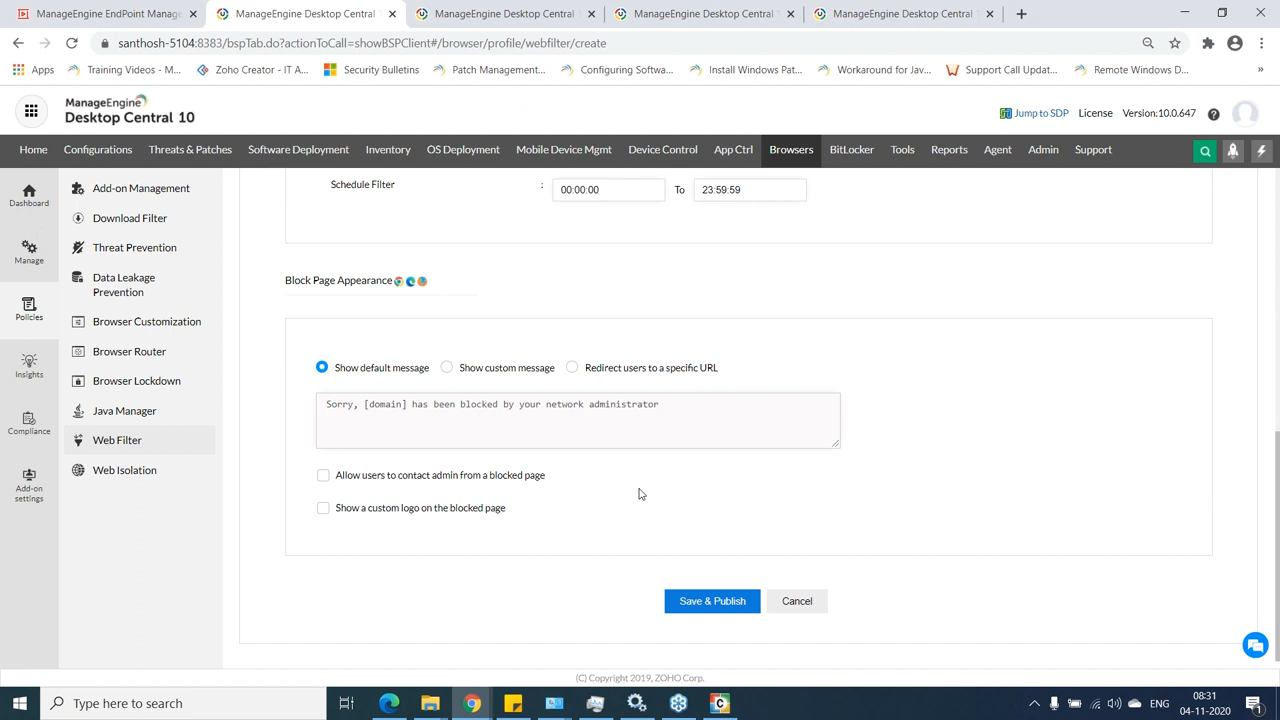 ManageEngine EndPoint Manage
ManageEngine Desktop Central 1
ManageEngine Desktop Central
ManageEngine Desktop Central
ManageEngine Desktop Central
santhosh-5104:8383/bspTab.do?actionToCall=showBSPClient#/browser/profile/webfilter/create
Apps
Training Videos - M...
Zoho Creator - IT A...
Security Bulletins
Patch Management...
Configuring Softwa...
Install Windows Pat...
Workaround for Jav...
Support Call Updat...
Remote Windows D...
»
ManageEngine
Desktop Central 10
Jump to SDP
License
Version:10.0.647
Home
Configurations
Threats & Patches
Software Deployment
Inventory
OS Deployment
Mobile Device Mgmt
Device Control
App Ctrl
Browsers
BitLocker
Tools
Reports
Agent
Admin
Support
Dashboard
Manage
Policies
Insights
Compliance
Add-on
settings
Add-on Management
Download Filter
Threat Prevention
Data Leakage
Prevention
Browser Customization
Browser Router
Browser Lockdown
Java Manager
Web Filter
Web Isolation
Schedule Filter : 00:00:00 To 23:59:59
Block Page Appearance
Show default message
Show custom message
Redirect users to a specific URL
Sorry, [domain] has been blocked by your network administrator
Allow users to contact admin from a blocked page
Show a custom logo on the blocked page
Save & Publish
Cancel
(C) Copyright 2019, ZOHO Corp.
Type here to search
ENG
08:31
04-11-2020
1